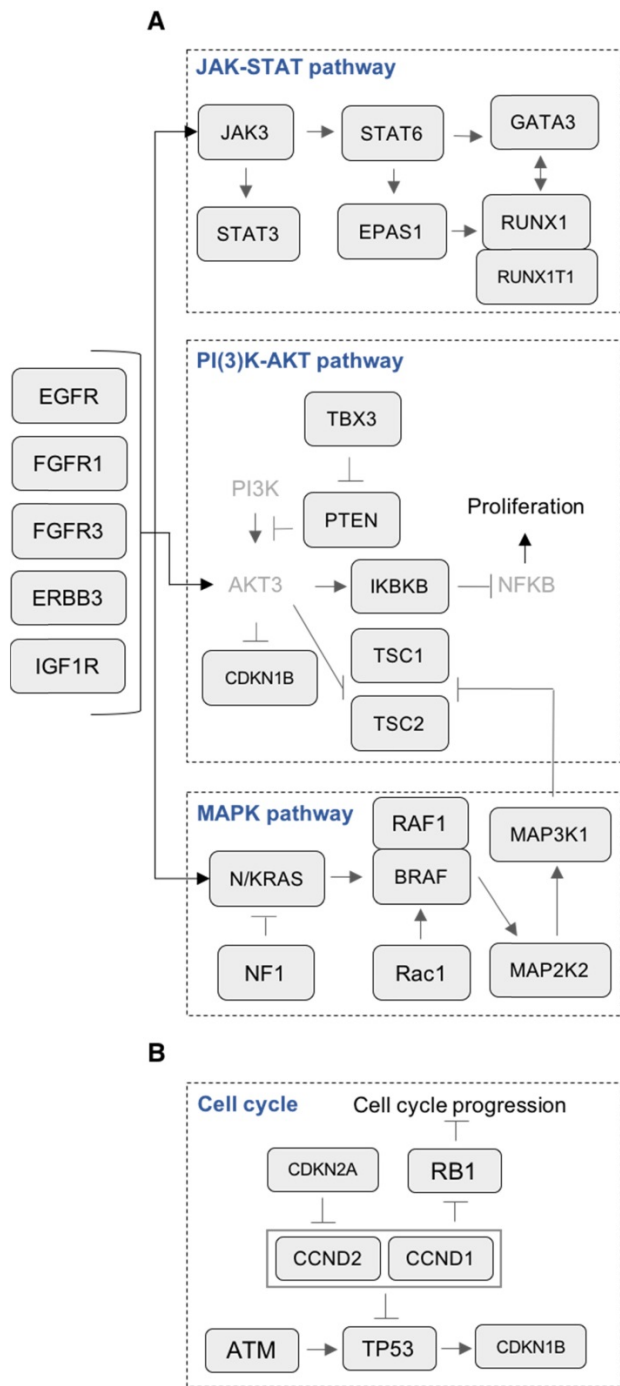 A
JAK-STAT pathway
JAK3
STAT6
GATA3
STAT3
EPAS1
RUNX1
RUNX1T1
EGFR
FGFR1
FGFR3
ERBB3
IGF1R
PI(3)K-AKT pathway
TBX3
PI3K
PTEN
Proliferation
AKT3
IKBKB
NFKB
CDKN1B
TSC1
TSC2
MAPK pathway
RAF1
MAP3K1
N/KRAS
BRAF
NF1
Rac1
MAP2K2
B
Cell cycle
Cell cycle progression
CDKN2A
RB1
CCND2
CCND1
ATM
TP53
CDKN1B